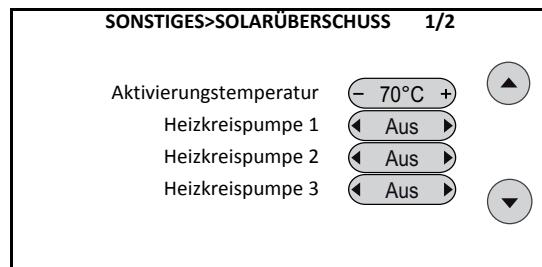 SONSTIGES>SOLARÜBERSCHUSS 1/2
Aktivierungstemperatur − 70°C +
Heizkreispumpe 1 Aus
Heizkreispumpe 2 Aus
Heizkreispumpe 3 Aus